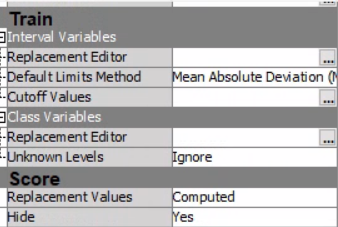 Train
Interval Variables
Replacement Editor ...
Default Limits Method Mean Absolute Deviation (
Cutoff Values ...
Class Variables
Replacement Editor ...
Unknown Levels Ignore
Score
Replacement Values Computed
Hide Yes